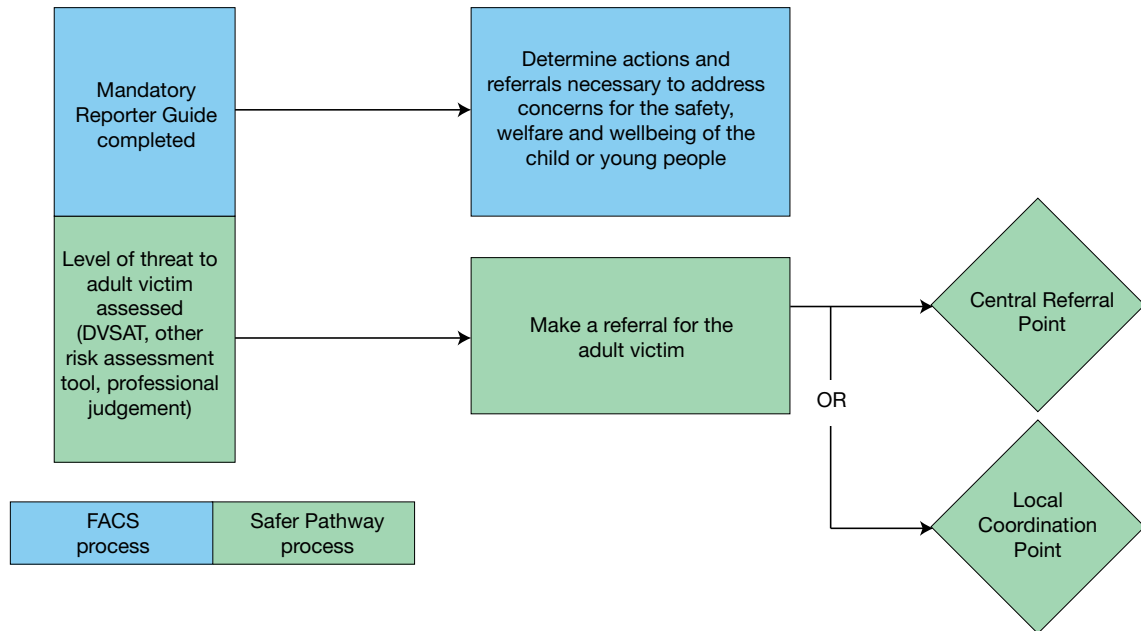 Mandatory
Reporter Guide
completed
Determine actions and
referrals necessary to address
concerns for the safety,
welfare and wellbeing of the
child or young people
Level of threat to
adult victim
assessed
(DVSAT, other
risk assessment
tool, professional
judgement)
Make a referral for the
adult victim
Central Referral
Point
OR
Local
Coordination
Point
FACS
process
Safer Pathway
process